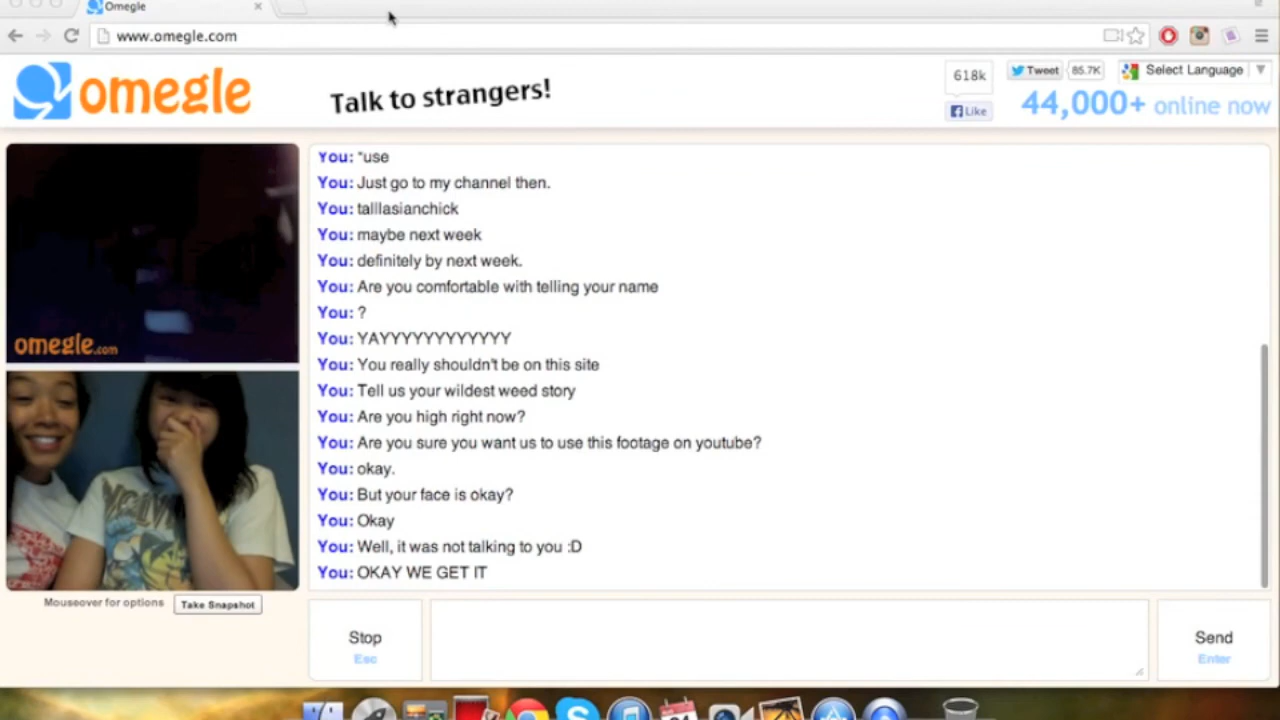 Omegle
www.omegle.com
omegle
Talk to strangers!
618k
Like
Tweet
85.7K
Select Language
44,000+ online now
You: "use
You: Just go to my channel then.
You: talllasianchick
You: maybe next week
You: definitely by next week.
You: Are you comfortable with telling your name
You: ?
You: YAYYYYYYYYYYYY
You: You really shouldn't be on this site
You: Tell us your wildest weed story
You: Are you high right now?
You: Are you sure you want us to use this footage on youtube?
You: okay.
You: But your face is okay?
You: Okay
You: Well, it was not talking to you :D
You: OKAY WE GET IT
omegle.com
Mouseover for options
Take Snapshot
Stop
Esc
Send
Enter